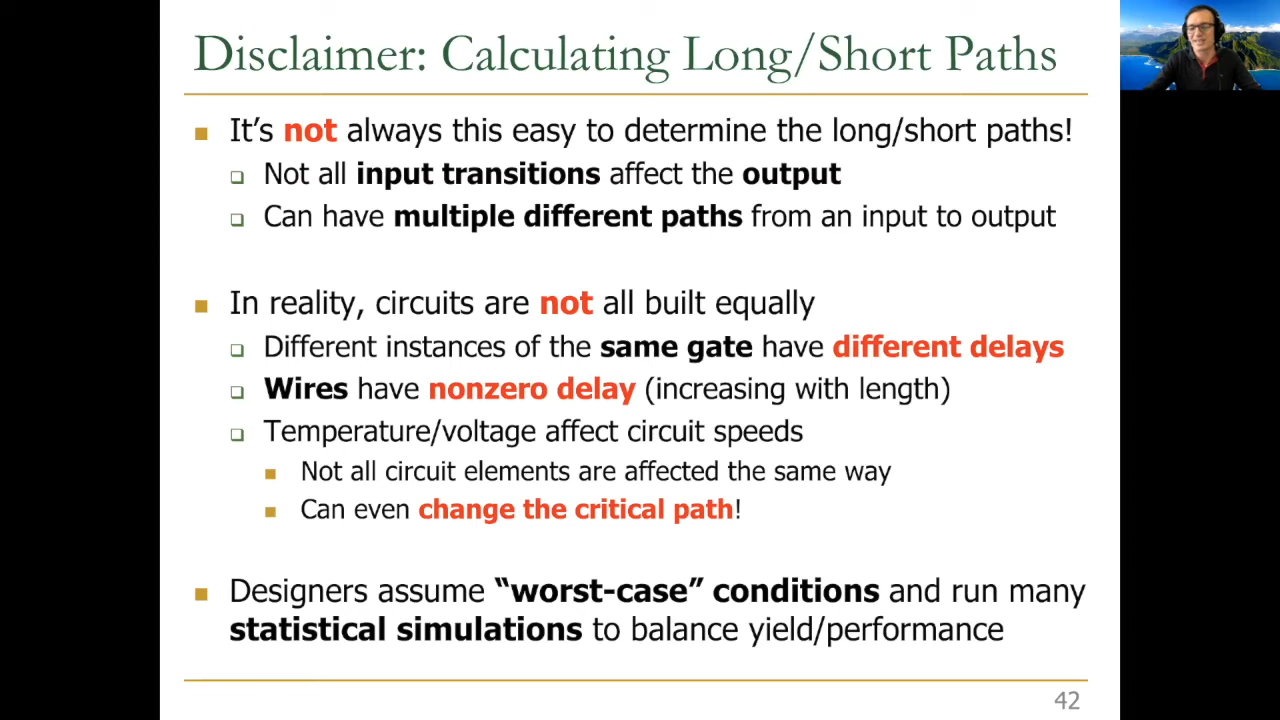 Disclaimer: Calculating Long/Short Paths
It's not always this easy to determine the long/short paths!
Not all input transitions affect the output
Can have multiple different paths from an input to output
In reality, circuits are not all built equally
Different instances of the same gate have different delays
Wires have nonzero delay (increasing with length)
Temperature/voltage affect circuit speeds
Not all circuit elements are affected the same way
Can even change the critical path!
Designers assume “worst-case” conditions and run many
statistical simulations to balance yield/performance
42